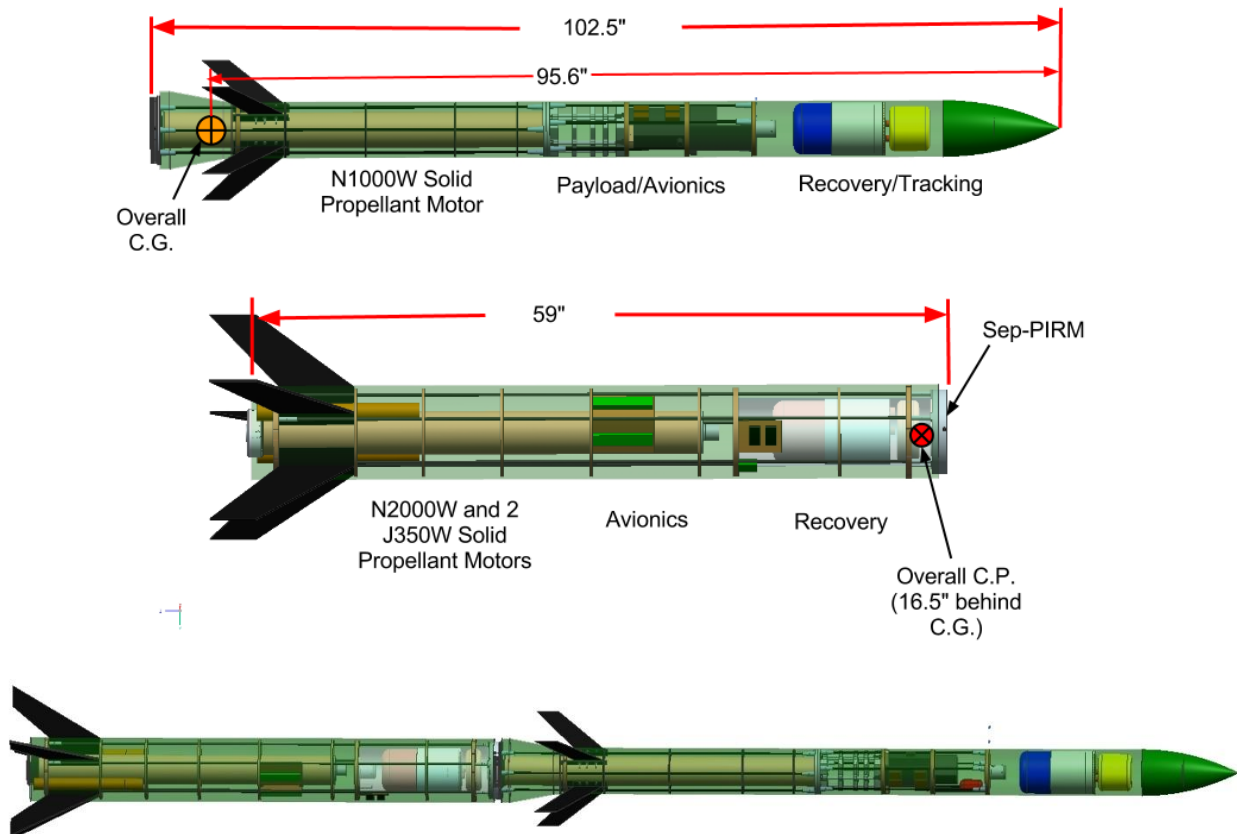 102.5"
95.6"
Overall
C.G.
N1000W Solid
Propellant Motor
Payload/Avionics
Recovery/Tracking
59"
Sep-PIRM
N2000W and 2
J350W Solid
Propellant Motors
Avionics
Recovery
Overall C.P.
(16.5" behind
C.G.)